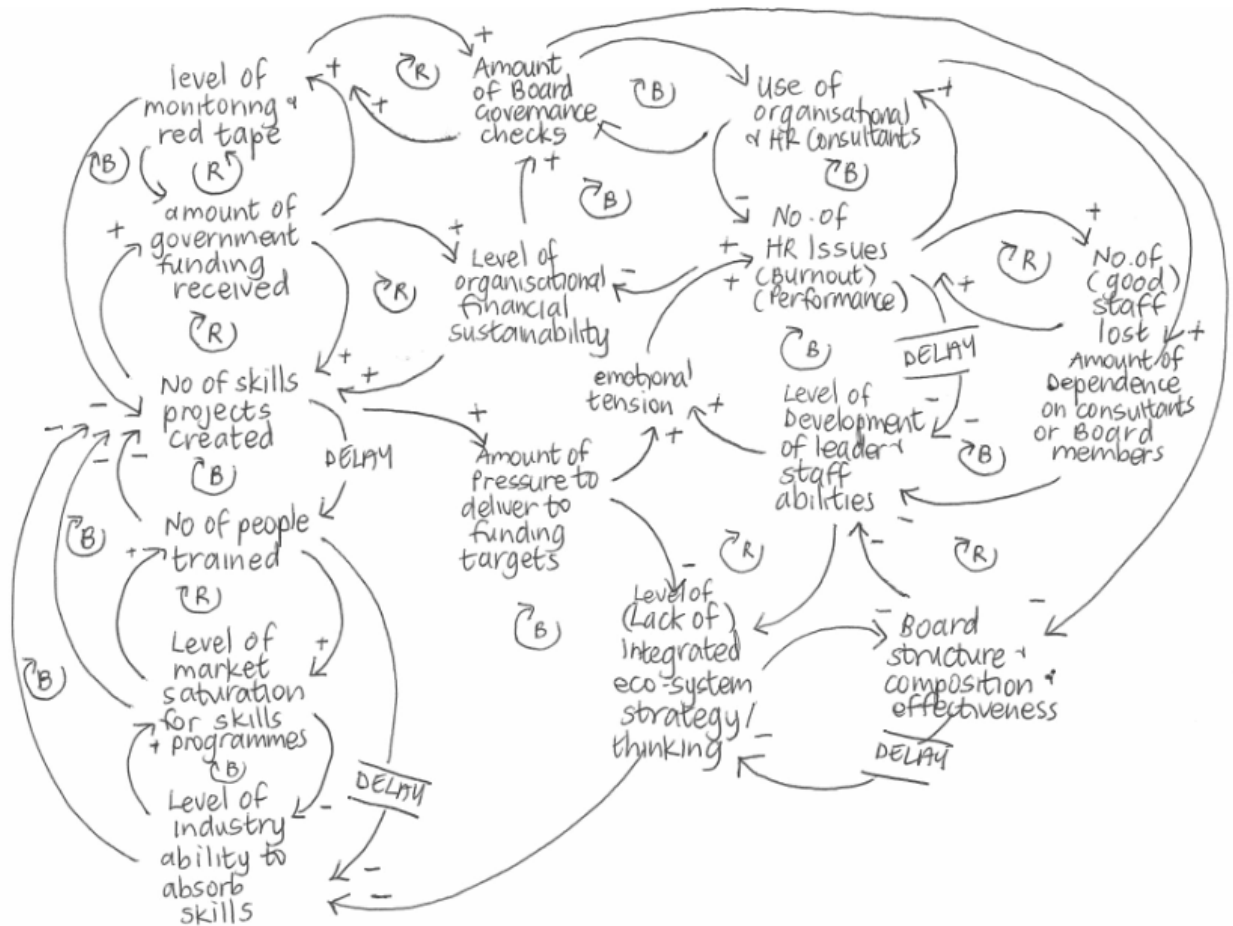 level of
monitoring &
red tape
+
R
+
Amount
of Board
Governance
checks
+
B
Use of
organisational
& HR Consultants
-+
B
R
+
B
B
-
amount of
government
funding
received
+
+
Level of
organisational
financial
sustainability
-
+
+
No. of
HR Issues
(Burnout)
(Performance)
+
R
+
No. of
(good)
staff
lost
+
R
R
+
+
B
DELAY
-
-
Amount of
Dependence
on consultants
or Board
members
B
-
No of skills
projects
created
-
-
-
-
DELAY
+
emotional
tension
+
+
Level of
Development
of leader &
staff
abilities
-
B
Amount of
Pressure to
deliver to
funding
targets
B
No of people
trained
+
R
-
R
R
-
Level of
(Lack of)
integrated
eco-system
strategy/
thinking
-
-
Board
structure &
composition &
effectiveness
DELAY
B
Level of
market
saturation
for skills
programmes
+
+
B
B
-
DELAY
Level of
industry
ability to
absorb
skills
-
-